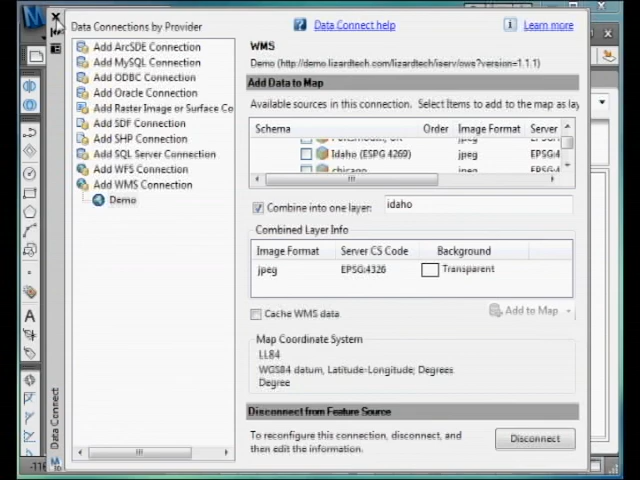 Data Connections by Provider
Data Connect help
Learn more
Add ArcSDE Connection
Add MySQL Connection
Add ODBC Connection
Add Oracle Connection
Add Raster Image or Surface Co
Add SDF Connection
Add SHP Connection
Add SQL Server Connection
Add WFS Connection
Add WMS Connection
Demo
WMS
Demo (http://demo.lizardtech.com/lizardtech/iserv/ows?version=1.1.1)
Add Data to Map
Available sources in this connection. Select Items to add to the map as lay
Schema Order Image Format Server
jpeg EPSG:4
Idaho (ESPG 4269) jpeg EPSG:4
chicago
Combine into one layer: idaho
Combined Layer Info
Image Format Server CS Code Background
jpeg EPSG:4326 Transparent
Cache WMS data
Add to Map
Map Coordinate System
LL84
WGS84 datum, Latitude-Longitude; Degrees
Degree
Disconnect from Feature Source
To reconfigure this connection, disconnect, and
then edit the information.
Disconnect
Data Connect